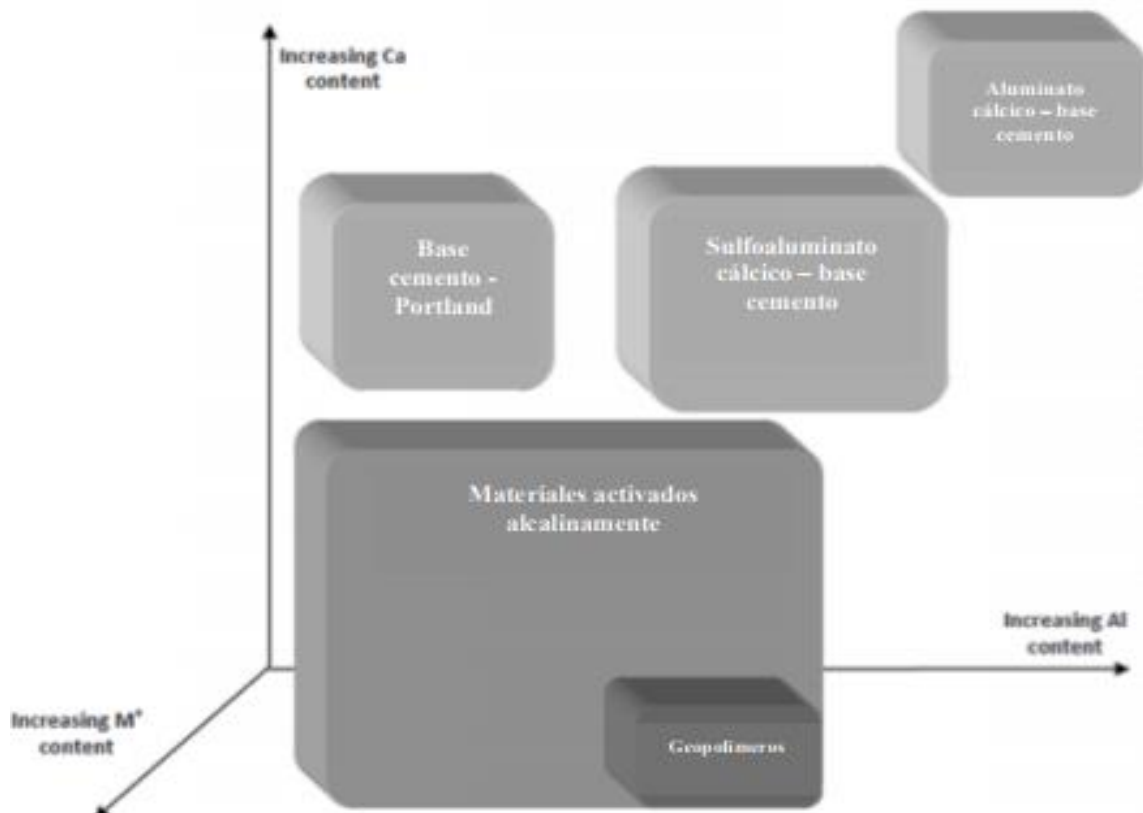 Increasing Ca
content
Aluminato
cálcico – base
cemento
Base
cemento -
Portland
Sulfoaluminato
cálcico – base
cemento
Materiales activados
alcalinamente
Increasing Al
content
Increasing M⁺
content
Geopolímeros